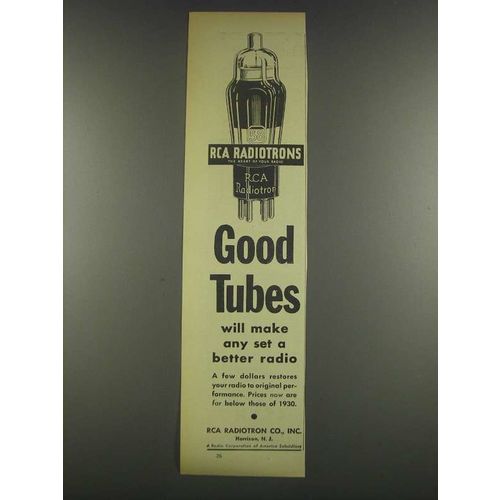 58
RCA RADIOTRONS
THE HEART OF YOUR RADIO
RCA
Radiotron
Good
Tubes
will make
any set a
better radio
A few dollars restores
your radio to original per-
formance. Prices now are
far below those of 1930.
RCA RADIOTRON CO., INC.
Harrison, N. J.
A Radio Corporation of America Subsidiary
26